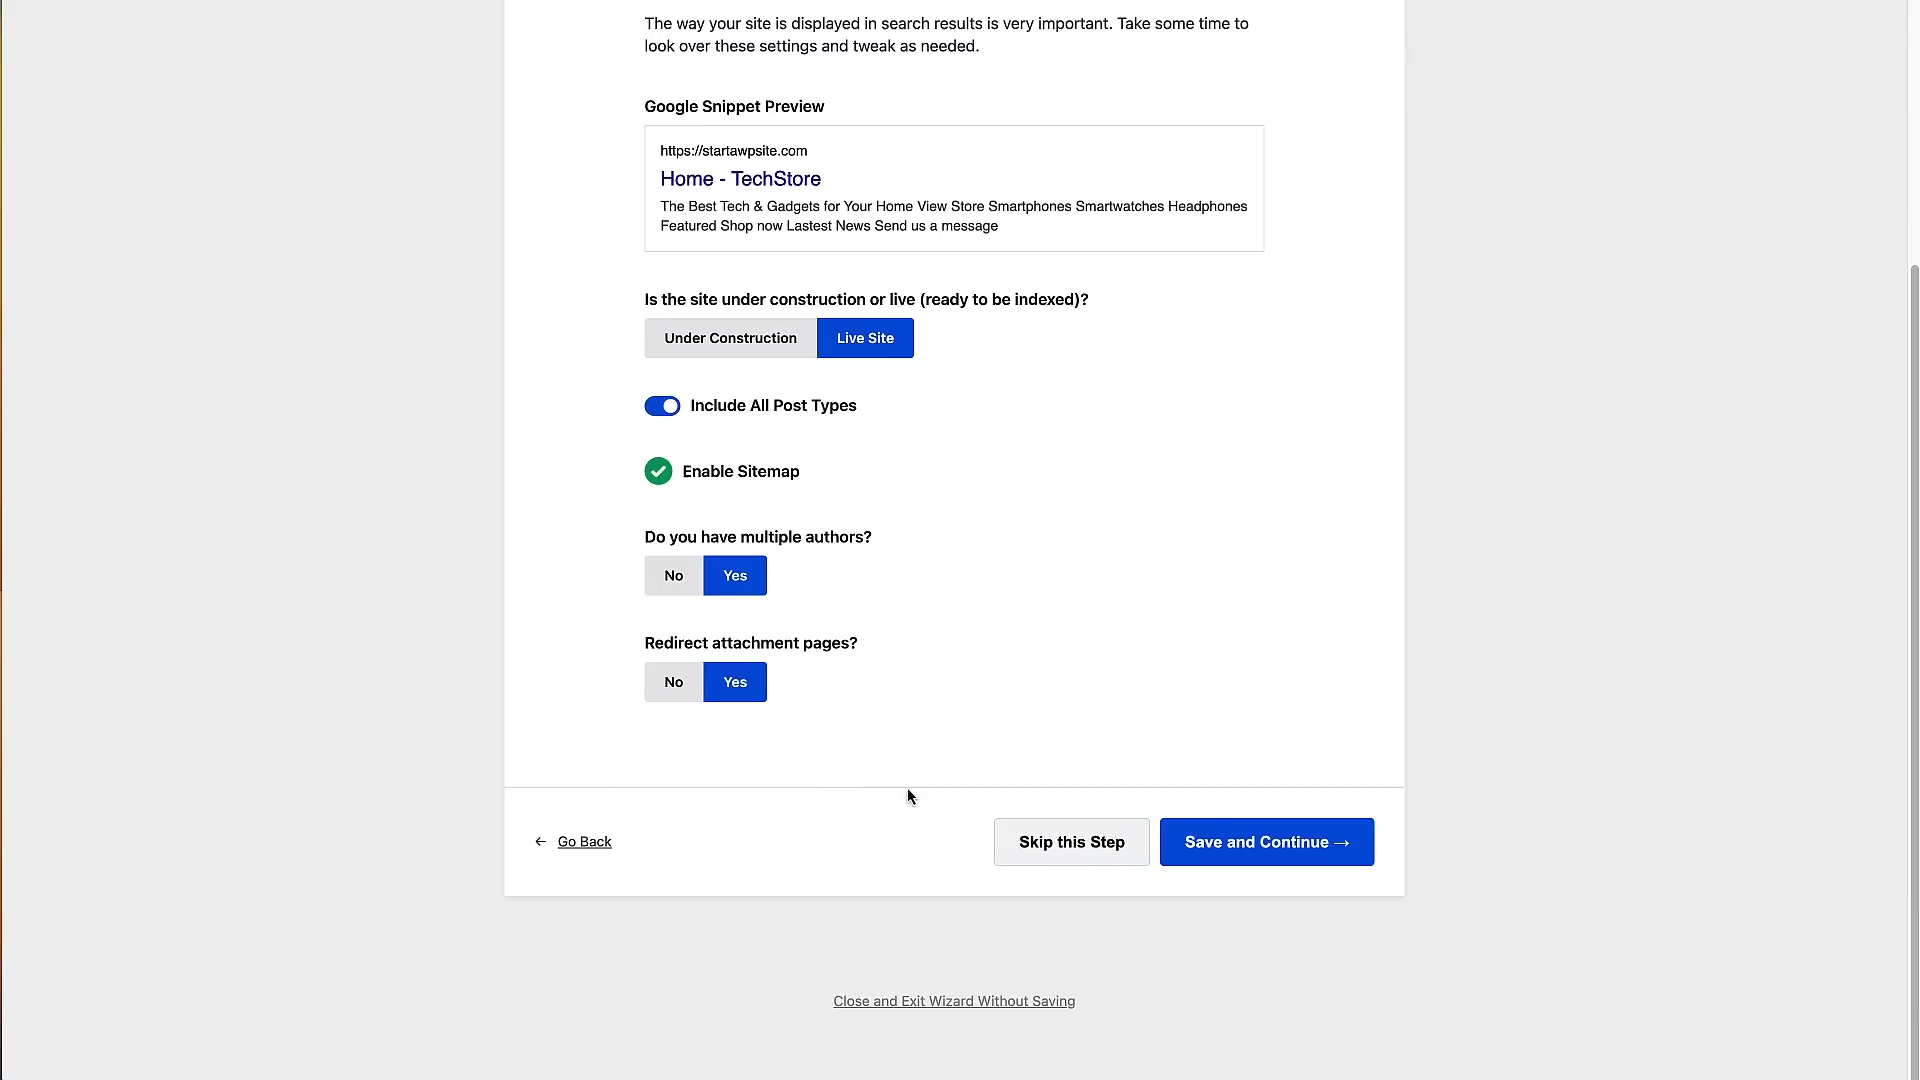 The way your site is displayed in search results is very important. Take some time to
look over these settings and tweak as needed.
Google Snippet Preview
https://startawpsite.com
Home - TechStore
The Best Tech & Gadgets for Your Home View Store Smartphones Smartwatches Headphones
Featured Shop now Lastest News Send us a message
Is the site under construction or live (ready to be indexed)?
Under Construction Live Site
Include All Post Types
Enable Sitemap
Do you have multiple authors?
No Yes
Redirect attachment pages?
No Yes
← Go Back Skip this Step Save and Continue →
Close and Exit Wizard Without Saving